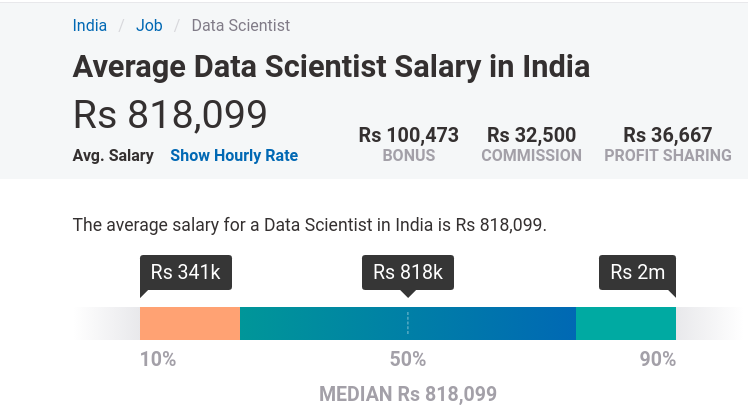 India / Job / Data Scientist
Average Data Scientist Salary in India
Rs 818,099
Rs 100,473 Rs 32,500 Rs 36,667
Avg. Salary Show Hourly Rate BONUS COMMISSION PROFIT SHARING
The average salary for a Data Scientist in India is Rs 818,099.
Rs 341k Rs 818k Rs 2m
10% 50% 90%
MEDIAN Rs 818,099